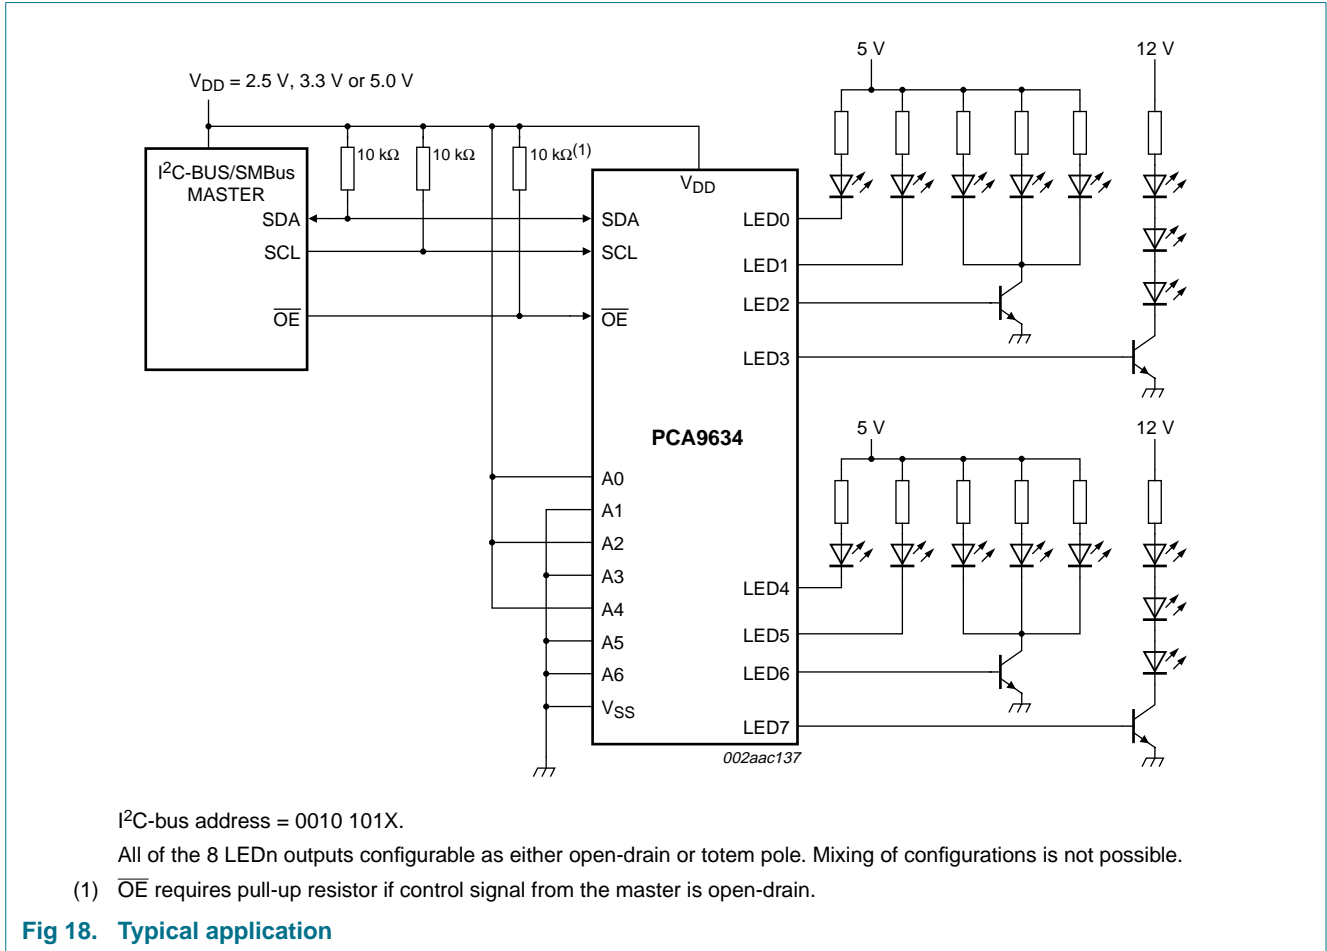 5 V
12 V
VDD = 2.5 V, 3.3 V or 5.0 V
10 kΩ
10 kΩ
10 kΩ(1)
I2C-BUS/SMBus
MASTER
SDA
SCL
OE
VDD
SDA
SCL
OE
LED0
LED1
LED2
LED3
PCA9634
5 V
12 V
A0
A1
A2
A3
A4
A5
A6
VSS
LED4
LED5
LED6
LED7
002aac137
I2C-bus address = 0010 101X.
All of the 8 LEDn outputs configurable as either open-drain or totem pole. Mixing of configurations is not possible.
(1) OE requires pull-up resistor if control signal from the master is open-drain.
Fig 18. Typical application